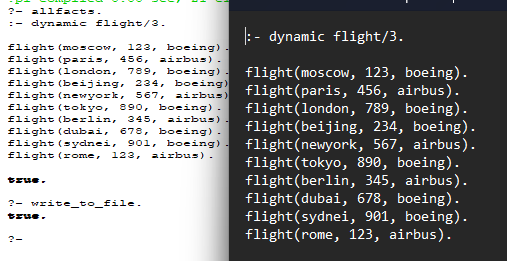 ?- allfacts.
:- dynamic flight/3.
flight(moscow, 123, boeing).
flight(paris, 456, airbus).
flight(london, 789, boeing).
flight(beijing, 234, boeing)
flight(newyork, 567, airbus)
flight(tokyo, 890, boeing).
flight(berlin, 345, airbus).
flight(dubai, 678, boeing).
flight(sydnei, 901, boeing).
flight(rome, 123, airbus).
true.
?- write_to_file.
true.
?-
:- dynamic flight/3.
flight(moscow, 123, boeing).
flight(paris, 456, airbus).
flight(london, 789, boeing).
flight(beijing, 234, boeing).
flight(newyork, 567, airbus).
flight(tokyo, 890, boeing).
flight(berlin, 345, airbus).
flight(dubai, 678, boeing).
flight(sydnei, 901, boeing).
flight(rome, 123, airbus).